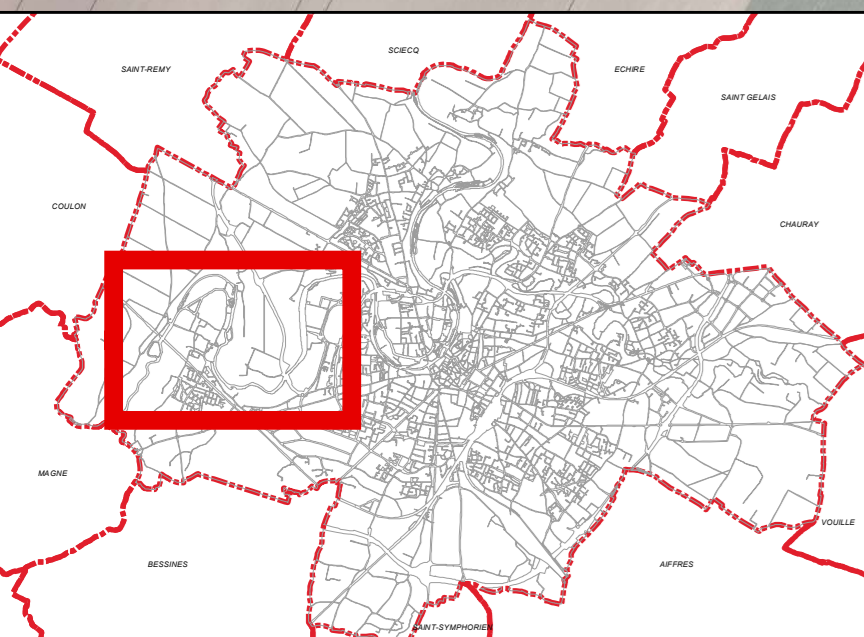 SCIECQ
SAINT-REMY
ECHIRE
SAINT GELAIS
COULON
CHAURAY
MAGNE
VOUILLE
BESSINES
AIFFRES
SAINT-SYMPHORIEN